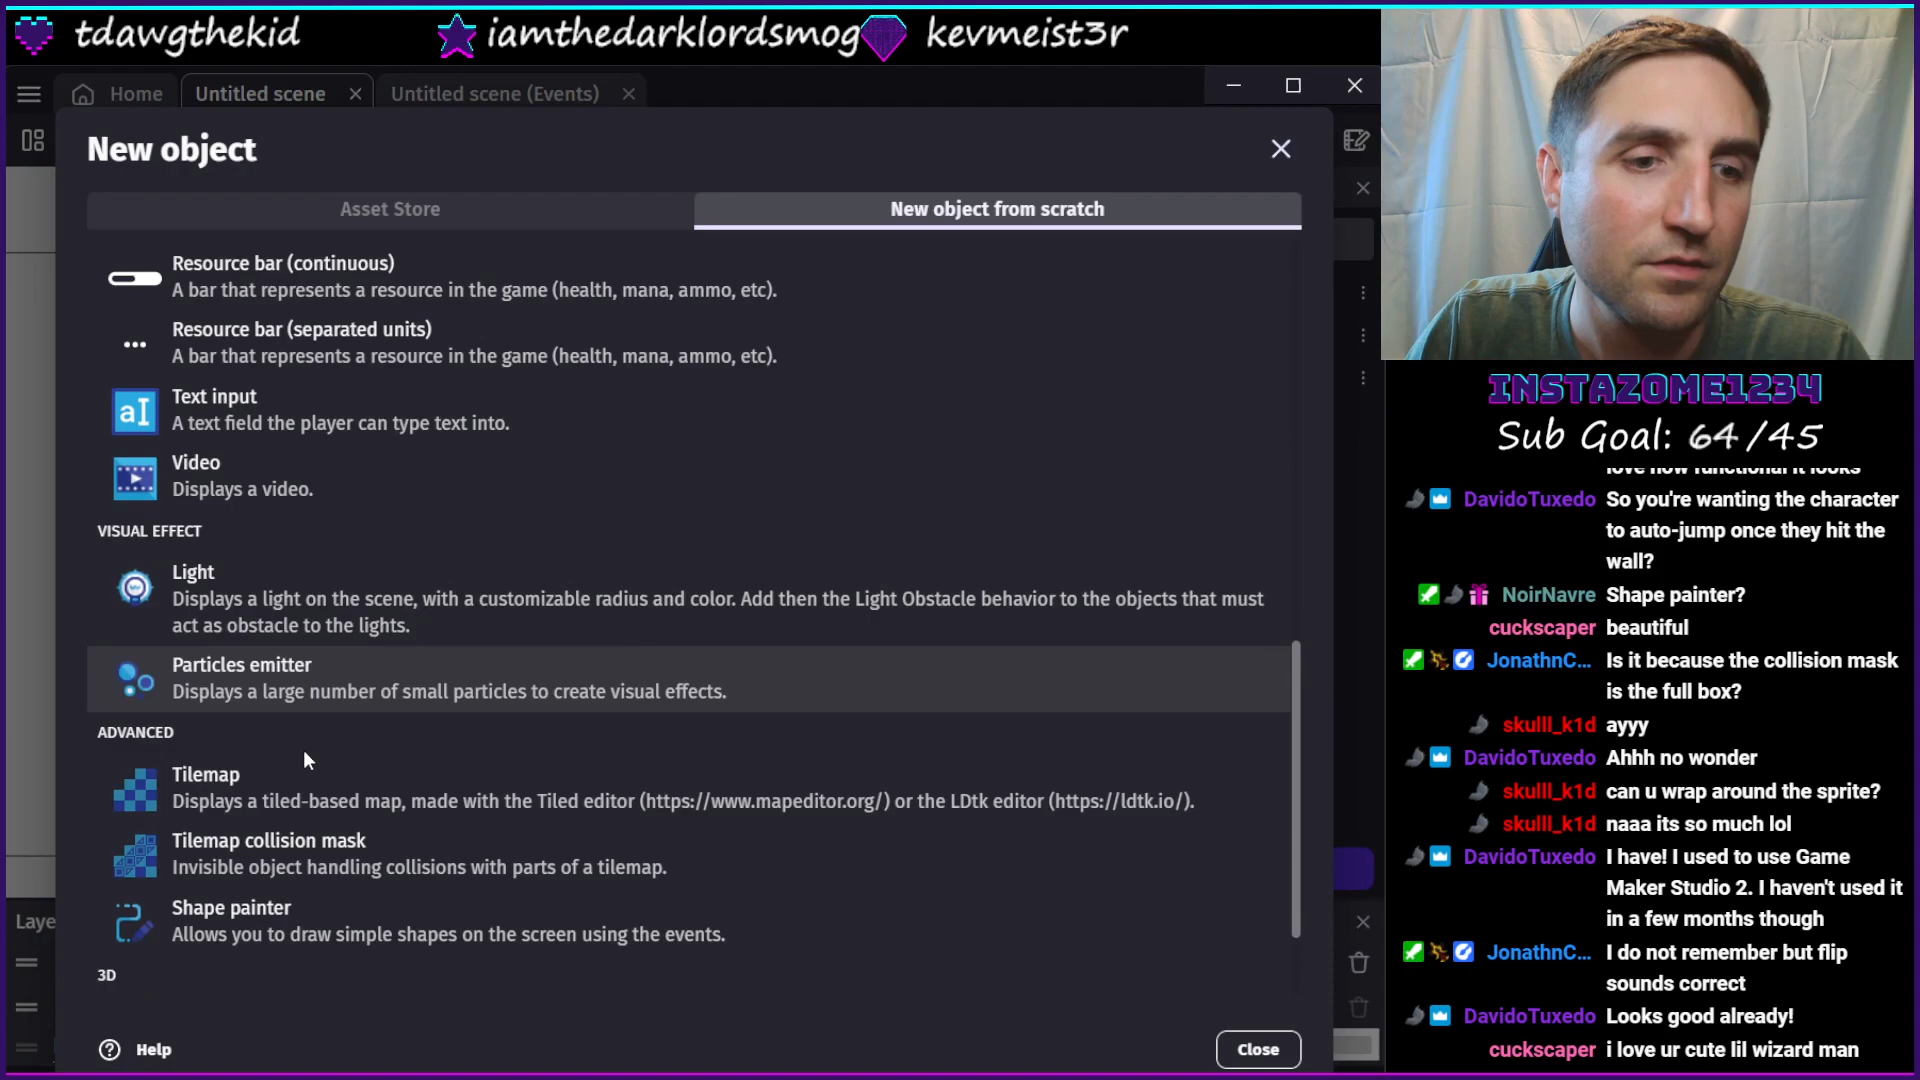 tdawgthekid iamthedarklordsmog kevmeist3r
Home Untitled scene Untitled scene (Events)
New object
Asset Store New object from scratch
Resource bar (continuous)
A bar that represents a resource in the game (health, mana, ammo, etc).
Resource bar (separated units)
A bar that represents a resource in the game (health, mana, ammo, etc).
aI Text input
A text field the player can type text into.
Video
Displays a video.
VISUAL EFFECT
Light
Displays a light on the scene, with a customizable radius and color. Add then the Light Obstacle behavior to the objects that must
act as obstacle to the lights.
Particles emitter
Displays a large number of small particles to create visual effects.
ADVANCED
Tilemap
Displays a tiled-based map, made with the Tiled editor (https://www.mapeditor.org/) or the LDtk editor (https://ldtk.io/).
Tilemap collision mask
Invisible object handling collisions with parts of a tilemap.
Shape painter
Allows you to draw simple shapes on the screen using the events.
3D
Laye
? Help
Close
INSTAZOME1234
Sub Goal: 64/45
love how functional it looks
DavidoTuxedo So you're wanting the character
to auto-jump once they hit the
wall?
NoirNavre Shape painter?
cuckscaper beautiful
JonathnC... Is it because the collision mask
is the full box?
skulll_k1d ayyy
DavidoTuxedo Ahhh no wonder
skulll_k1d can u wrap around the sprite?
skulll_k1d naaa its so much lol
DavidoTuxedo I have! I used to use Game
Maker Studio 2. I haven't used it
in a few months though
JonathnC... I do not remember but flip
sounds correct
DavidoTuxedo Looks good already!
cuckscaper i love ur cute lil wizard man